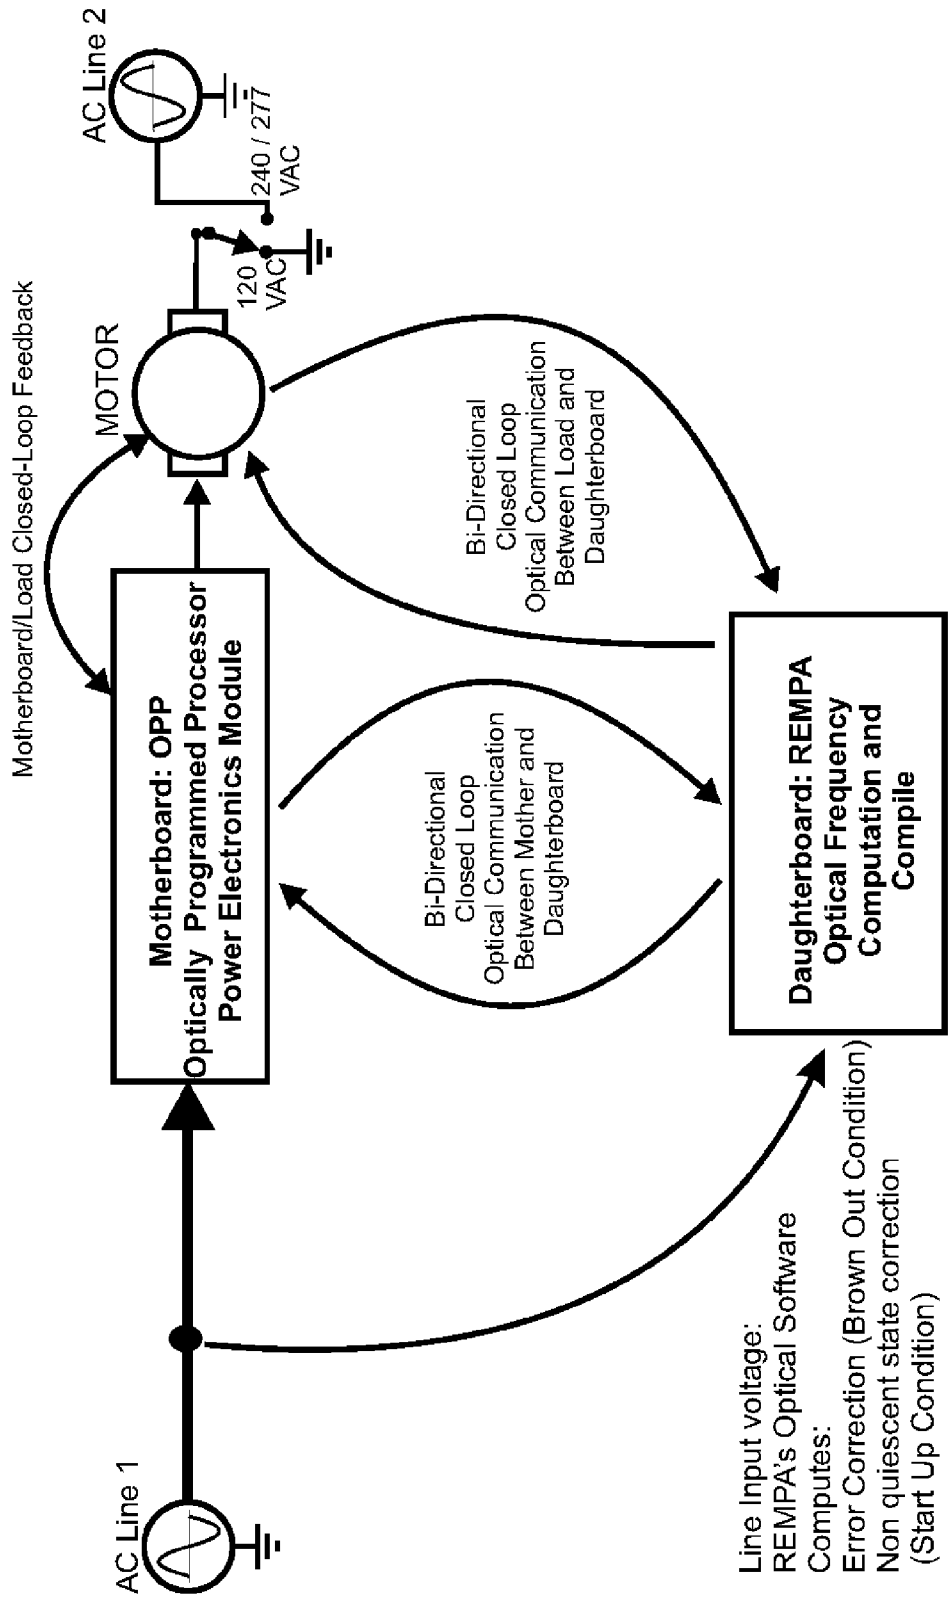 Motherboard/Load Closed-Loop Feedback
AC Line 1
Motherboard: OPP
Optically Programmed Processor
Power Electronics Module
MOTOR
AC Line 2
120
VAC
240 / 277
VAC
Bi-Directional
Closed Loop
Optical Communication
Between Mother and
Daughterboard
Bi-Directional
Closed Loop
Optical Communication
Between Load and
Daughterboard
Line Input voltage:
REMPA's Optical Software
Computes:
Error Correction (Brown Out Condition)
Non quiescent state correction
(Start Up Condition)
Daughterboard: REMPA
Optical Frequency
Computation and
Compile